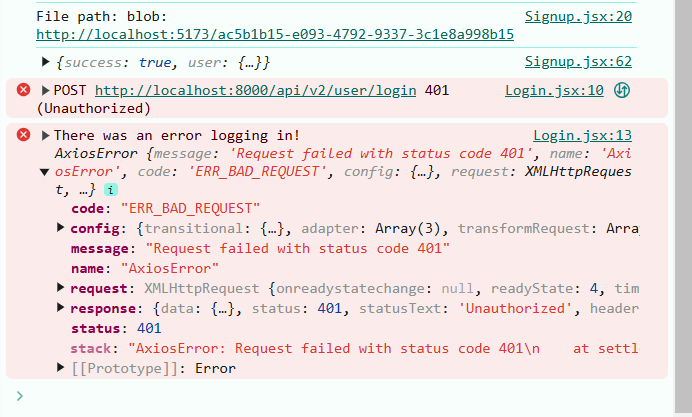 File path: blob: Signup.jsx:20
http://localhost:5173/ac5b1b15-e093-4792-9337-3c1e8a998b15
{success: true, user: {…}} Signup.jsx:62
POST http://localhost:8000/api/v2/user/login 401 Login.jsx:10
(Unauthorized)
There was an error logging in! Login.jsx:13
AxiosError {message: 'Request failed with status code 401', name: 'Axi
osError', code: 'ERR_BAD_REQUEST', config: {…}, request: XMLHttpReques
t, …} i
code: "ERR_BAD_REQUEST"
config: {transitional: {…}, adapter: Array(3), transformRequest: Array
message: "Request failed with status code 401"
name: "AxiosError"
request: XMLHttpRequest {onreadystatechange: null, readyState: 4, tim
response: {data: {…}, status: 401, statusText: 'Unauthorized', header
status: 401
stack: "AxiosError: Request failed with status code 401\n    at settl
[[Prototype]]: Error